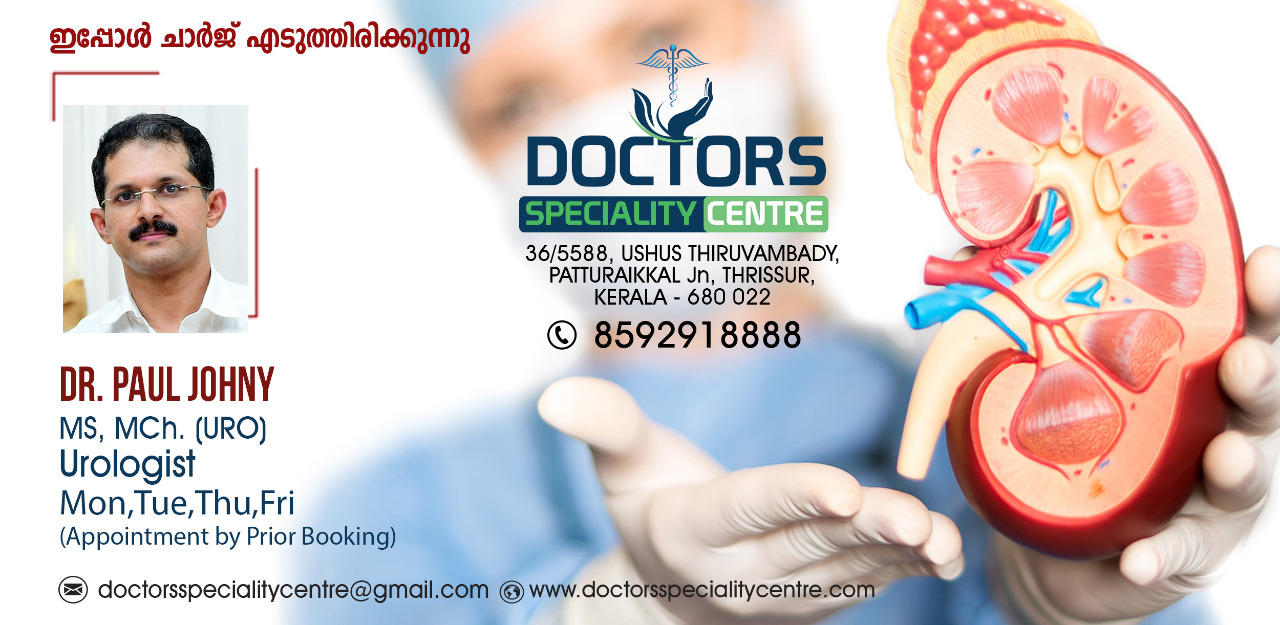 ഇപ്പോൾ ചാർജ് എടുത്തിരിക്കുന്നു
DOCTORS
SPECIALITY CENTRE
36/5588, USHUS THIRUVAMBADY,
PATTURAIKKAL Jn, THRISSUR,
KERALA - 680 022
8592918888
DR. PAUL JOHNY
MS, MCh. (URO)
Urologist
Mon,Tue,Thu,Fri
(Appointment by Prior Booking)
doctorsspecialitycentre@gmail.com www.doctorsspecialitycentre.com